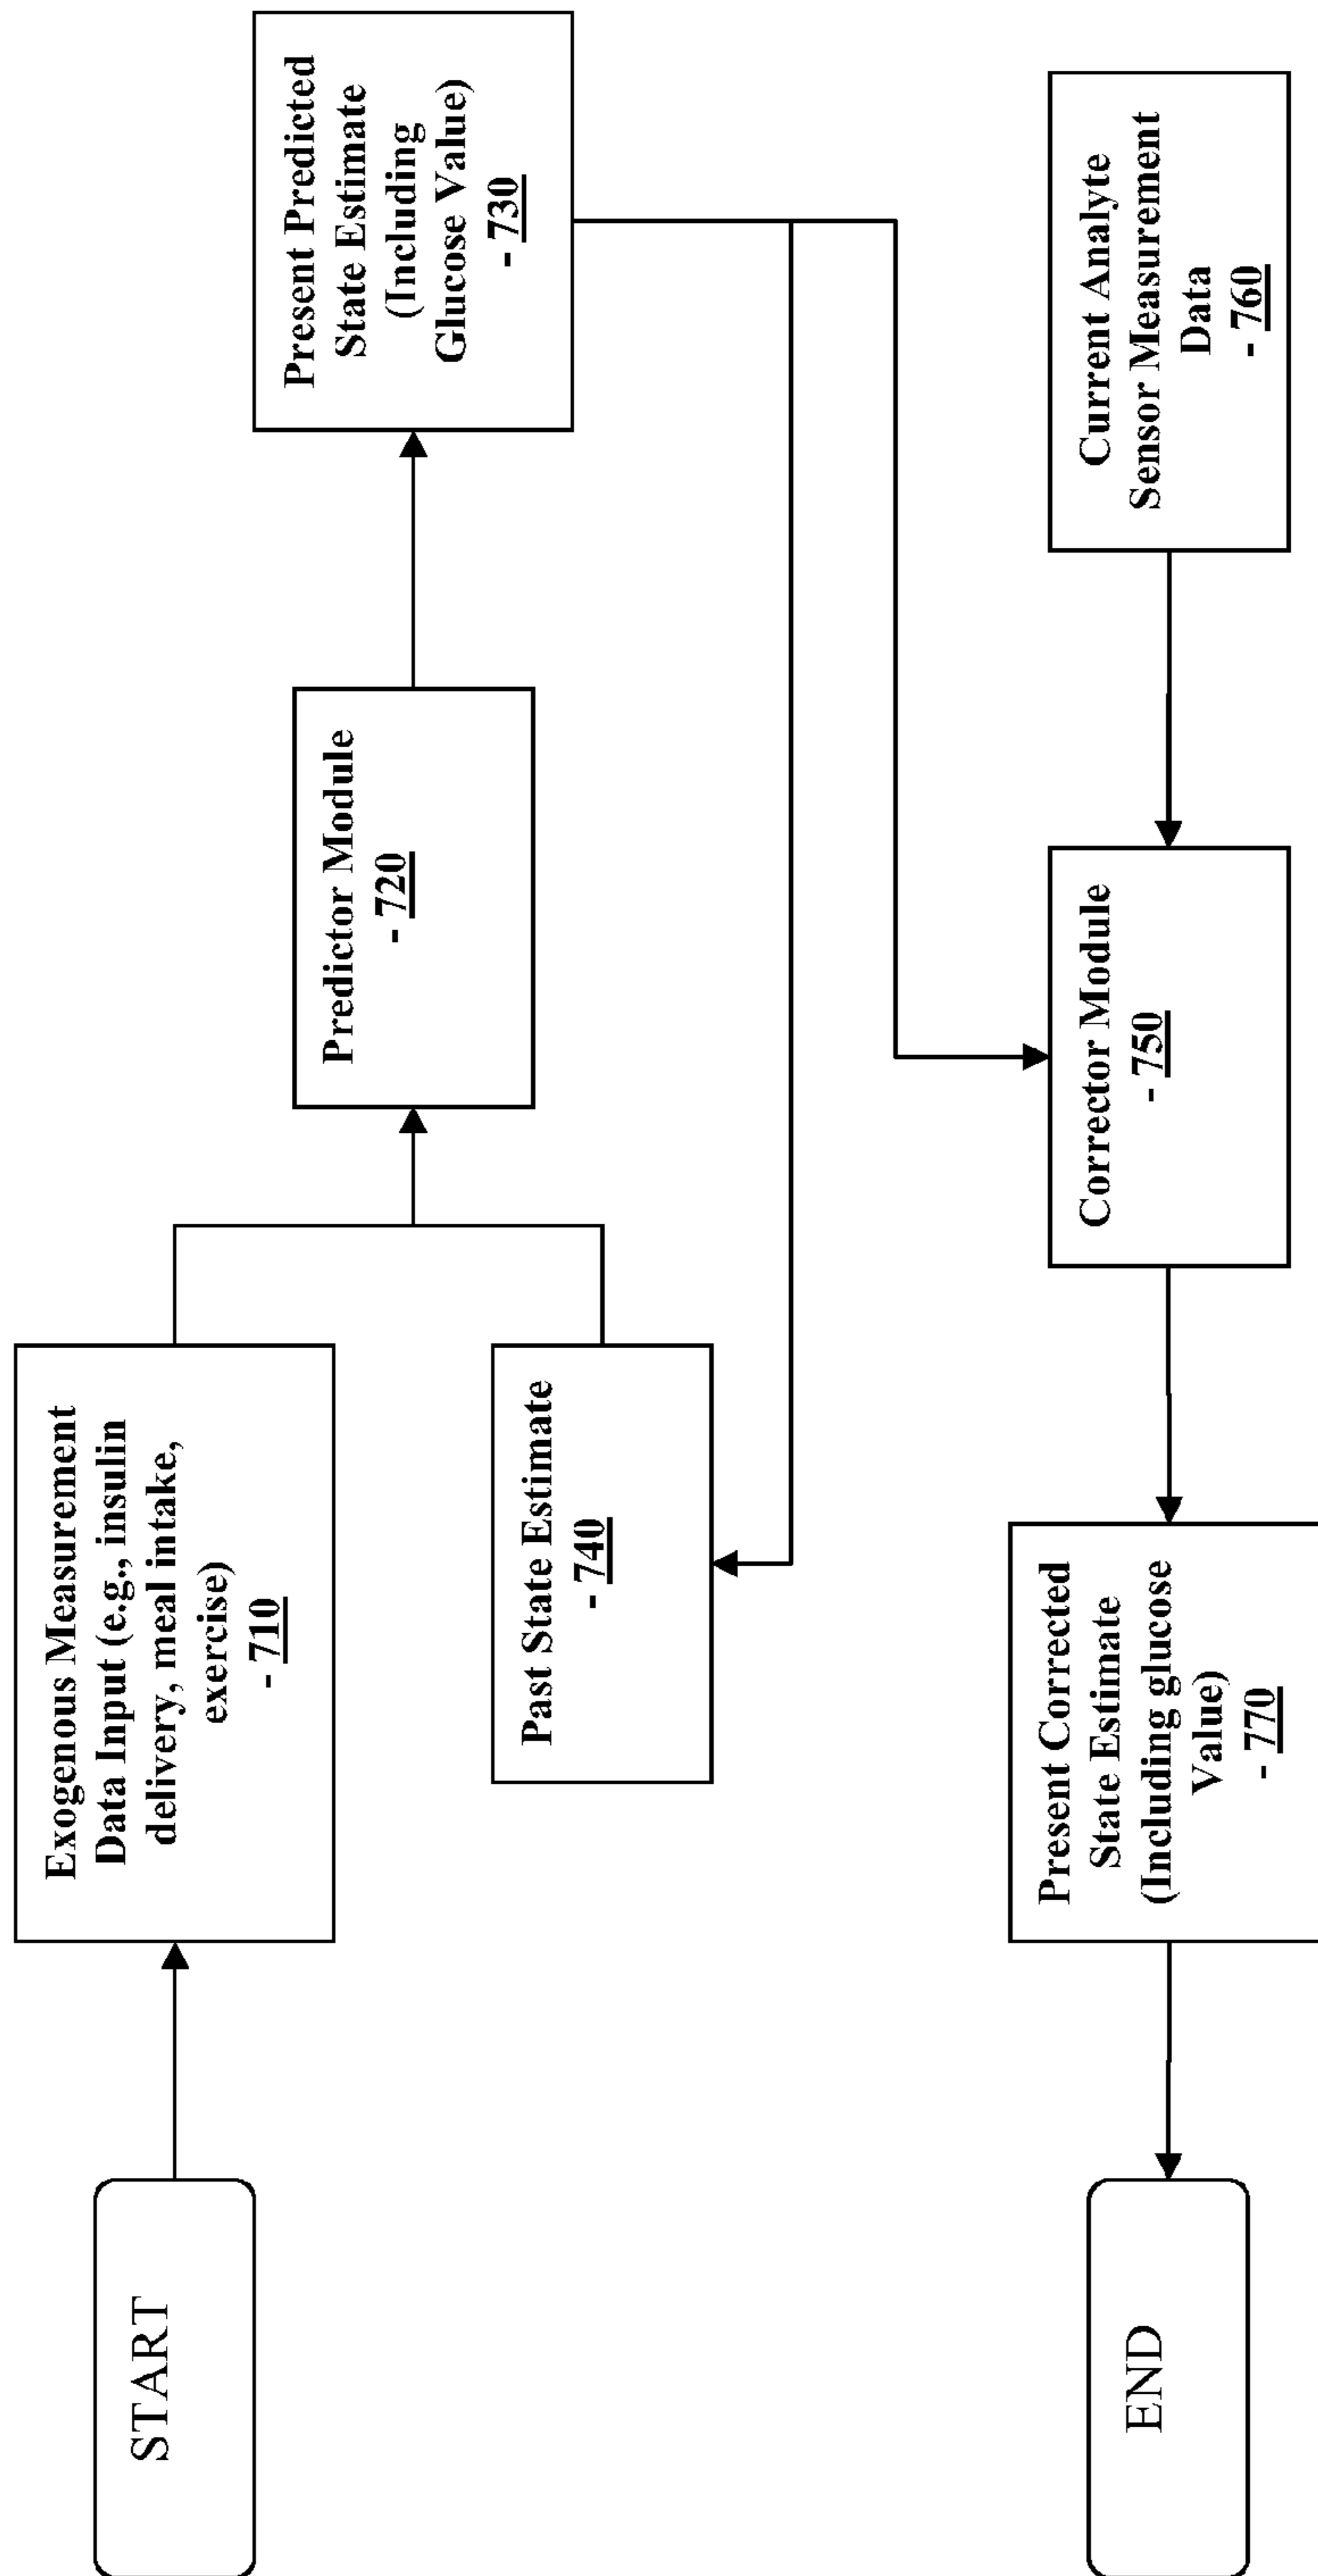 START
Exogenous Measurement
Data Input (e.g., insulin
delivery, meal intake,
exercise)
- 710
Past State Estimate
- 740
Predictor Module
- 720
Present Predicted
State Estimate
(Including
Glucose Value)
- 730
END
Present Corrected
State Estimate
(Including glucose
Value)
- 770
Corrector Module
- 750
Current Analyte
Sensor Measurement
Data
- 760